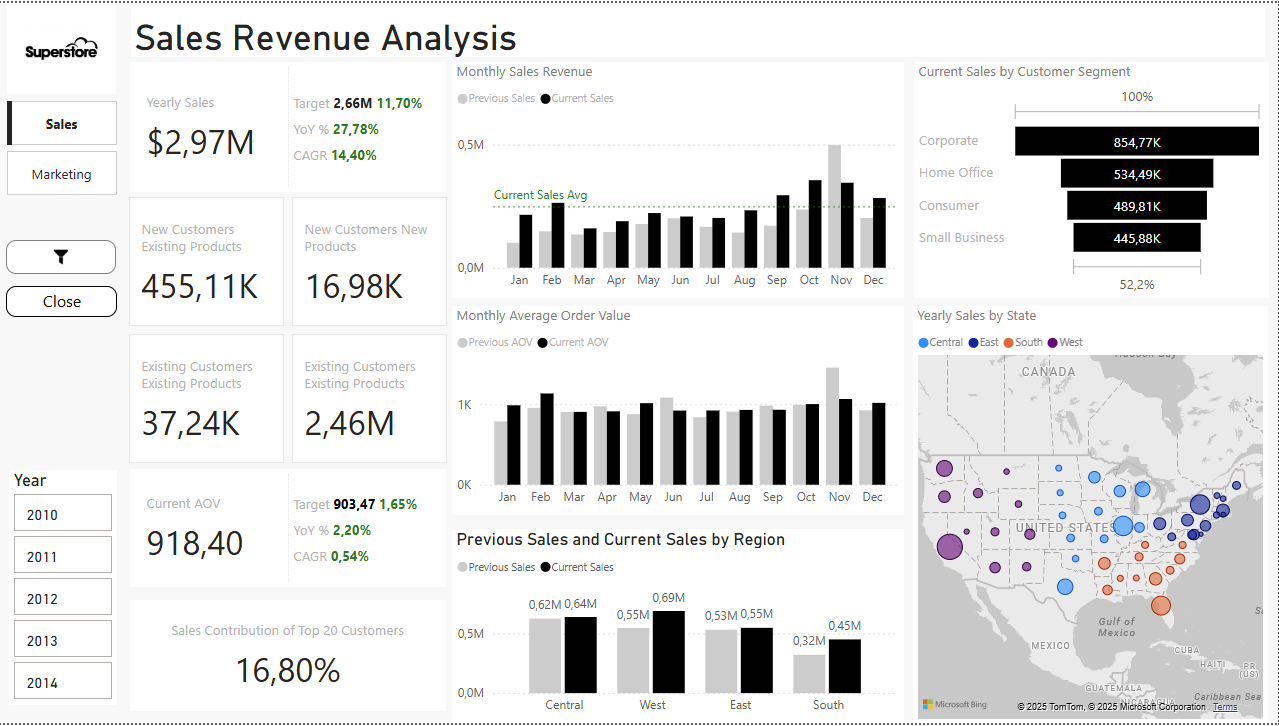 Superstore
Sales Revenue Analysis
Sales
Marketing
Close
Year
2010
2011
2012
2013
2014
Yearly Sales
$2,97M
Target 2,66M 11,70%
YoY % 27,78%
CAGR 14,40%
New Customers
Existing Products
455,11K
New Customers New
Products
16,98K
Existing Customers
Existing Products
37,24K
Existing Customers
Existing Products
2,46M
Current AOV
918,40
Target 903,47 1,65%
YoY % 2,20%
CAGR 0,54%
Sales Contribution of Top 20 Customers
16,80%
Monthly Sales Revenue
Previous Sales Current Sales
0,5M
Current Sales Avg
0,0M
Jan Feb Mar Apr May Jun Jul Aug Sep Oct Nov Dec
Monthly Average Order Value
Previous AOV Current AOV
1K
0K
Jan Feb Mar Apr May Jun Jul Aug Sep Oct Nov Dec
Previous Sales and Current Sales by Region
Previous Sales Current Sales
0,62M 0,64M 0,55M 0,69M 0,53M 0,55M 0,32M 0,45M
0,5M
0,0M
Central West East South
Current Sales by Customer Segment
100%
Corporate 854,77K
Home Office 534,49K
Consumer 489,81K
Small Business 445,88K
52,2%
Yearly Sales by State
Central East South West
Hudson Bay
CANADA
UNITED STATES
Gulf of
Mexico
MEXICO
CUBA
HAITI
PR
(US)
GUATEMALA
NICARAGUA
Caribbean Sea
Microsoft Bing
© 2025 TomTom, © 2025 Microsoft Corporation Terms